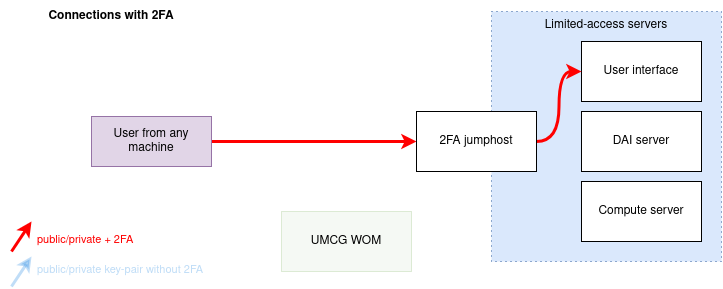 Connections with 2FA
Limited-access servers
User interface
User from any
machine
2FA jumphost
DAI server
Compute server
UMCG WOM
public/private + 2FA
public/private key-pair without 2FA